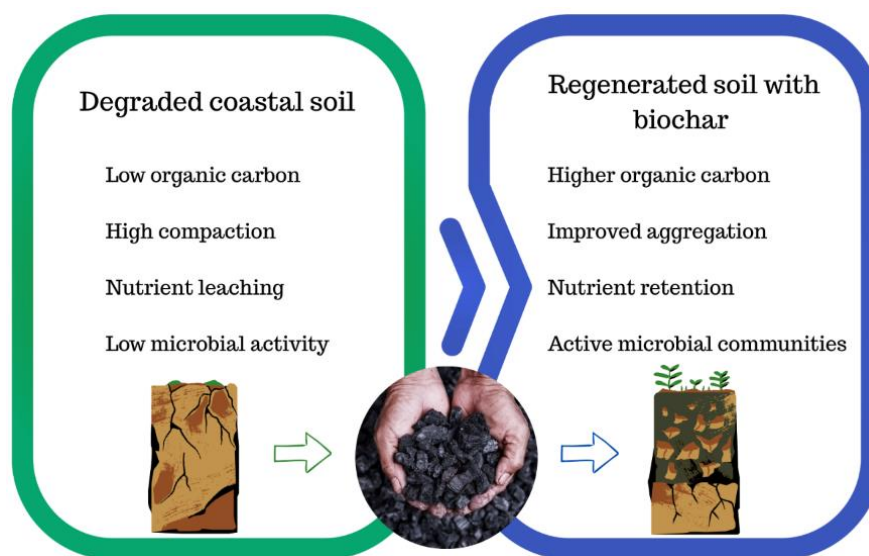 Degraded coastal soil
Low organic carbon
High compaction
Nutrient leaching
Low microbial activity
Regenerated soil with
biochar
Higher organic carbon
Improved aggregation
Nutrient retention
Active microbial communities